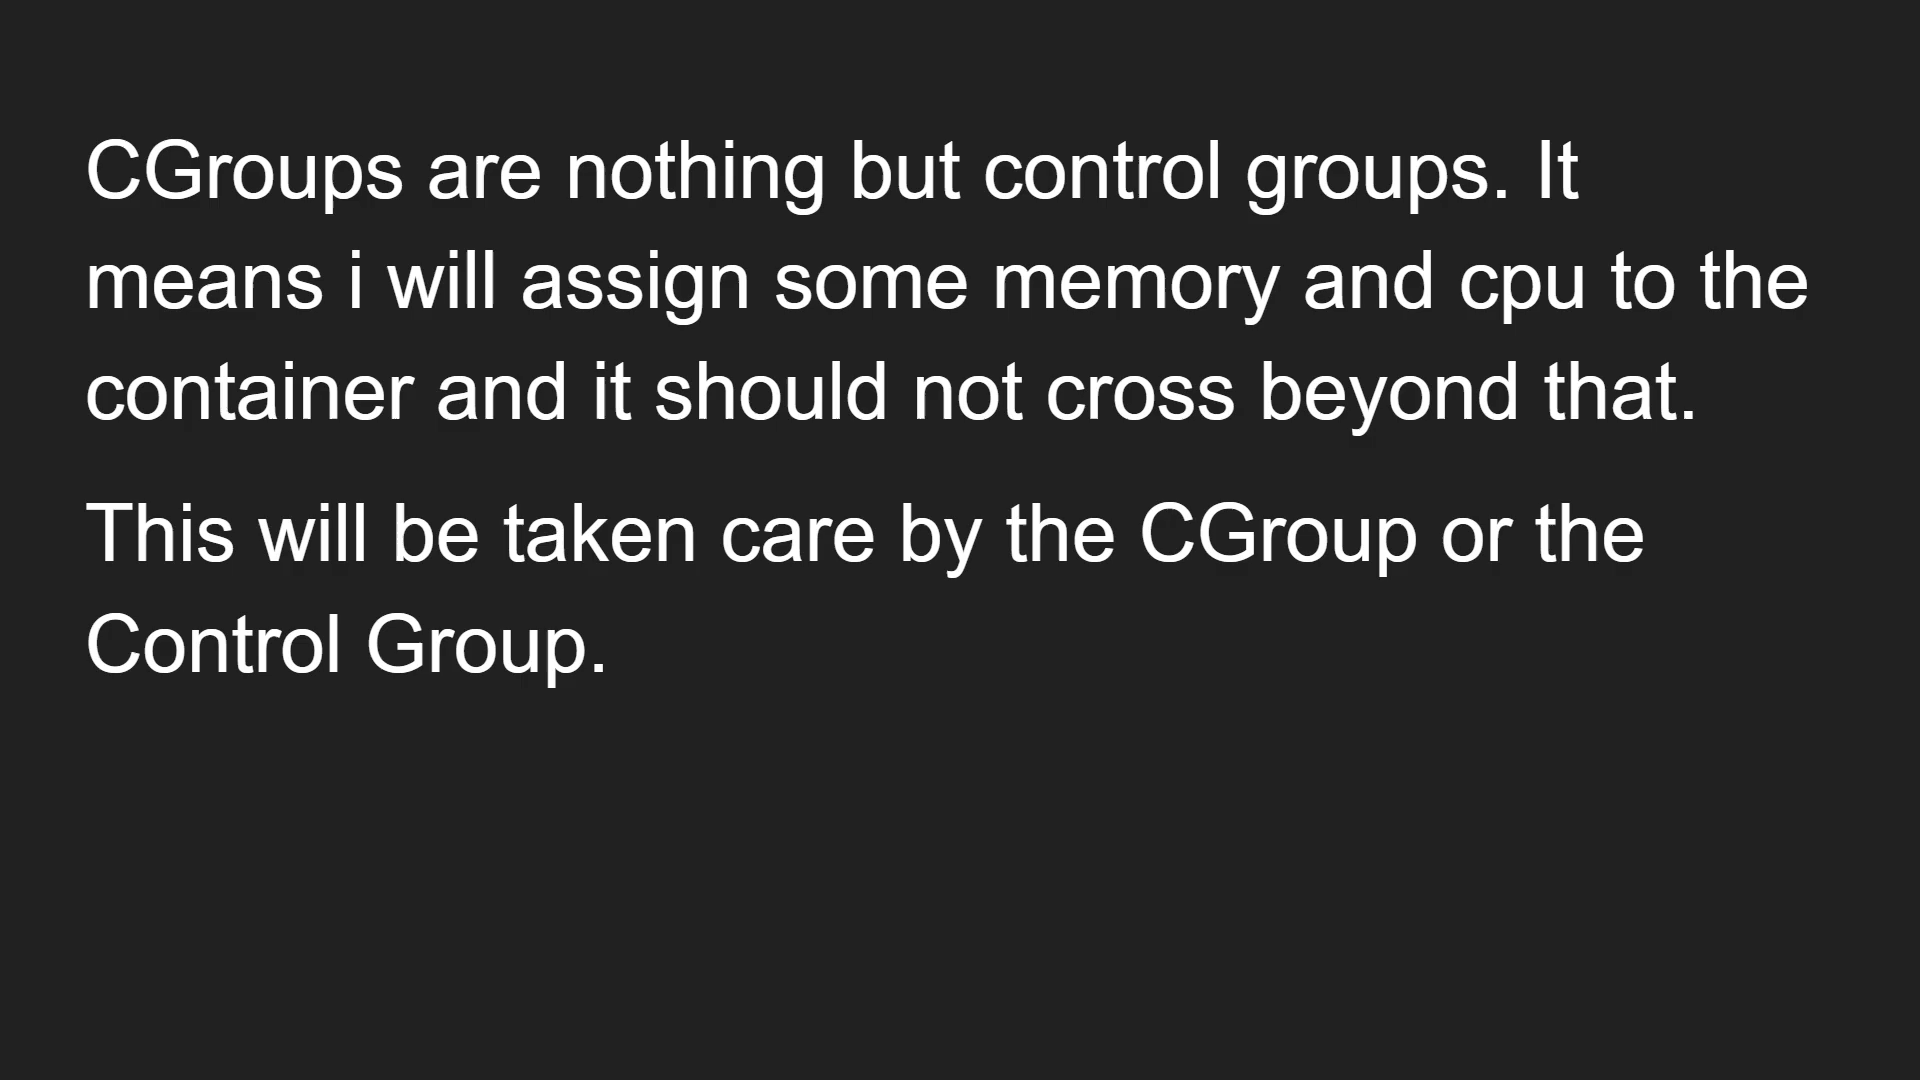 CGroups are nothing but control groups. It
means i will assign some memory and cpu to the
container and it should not cross beyond that.
This will be taken care by the CGroup or the
Control Group.